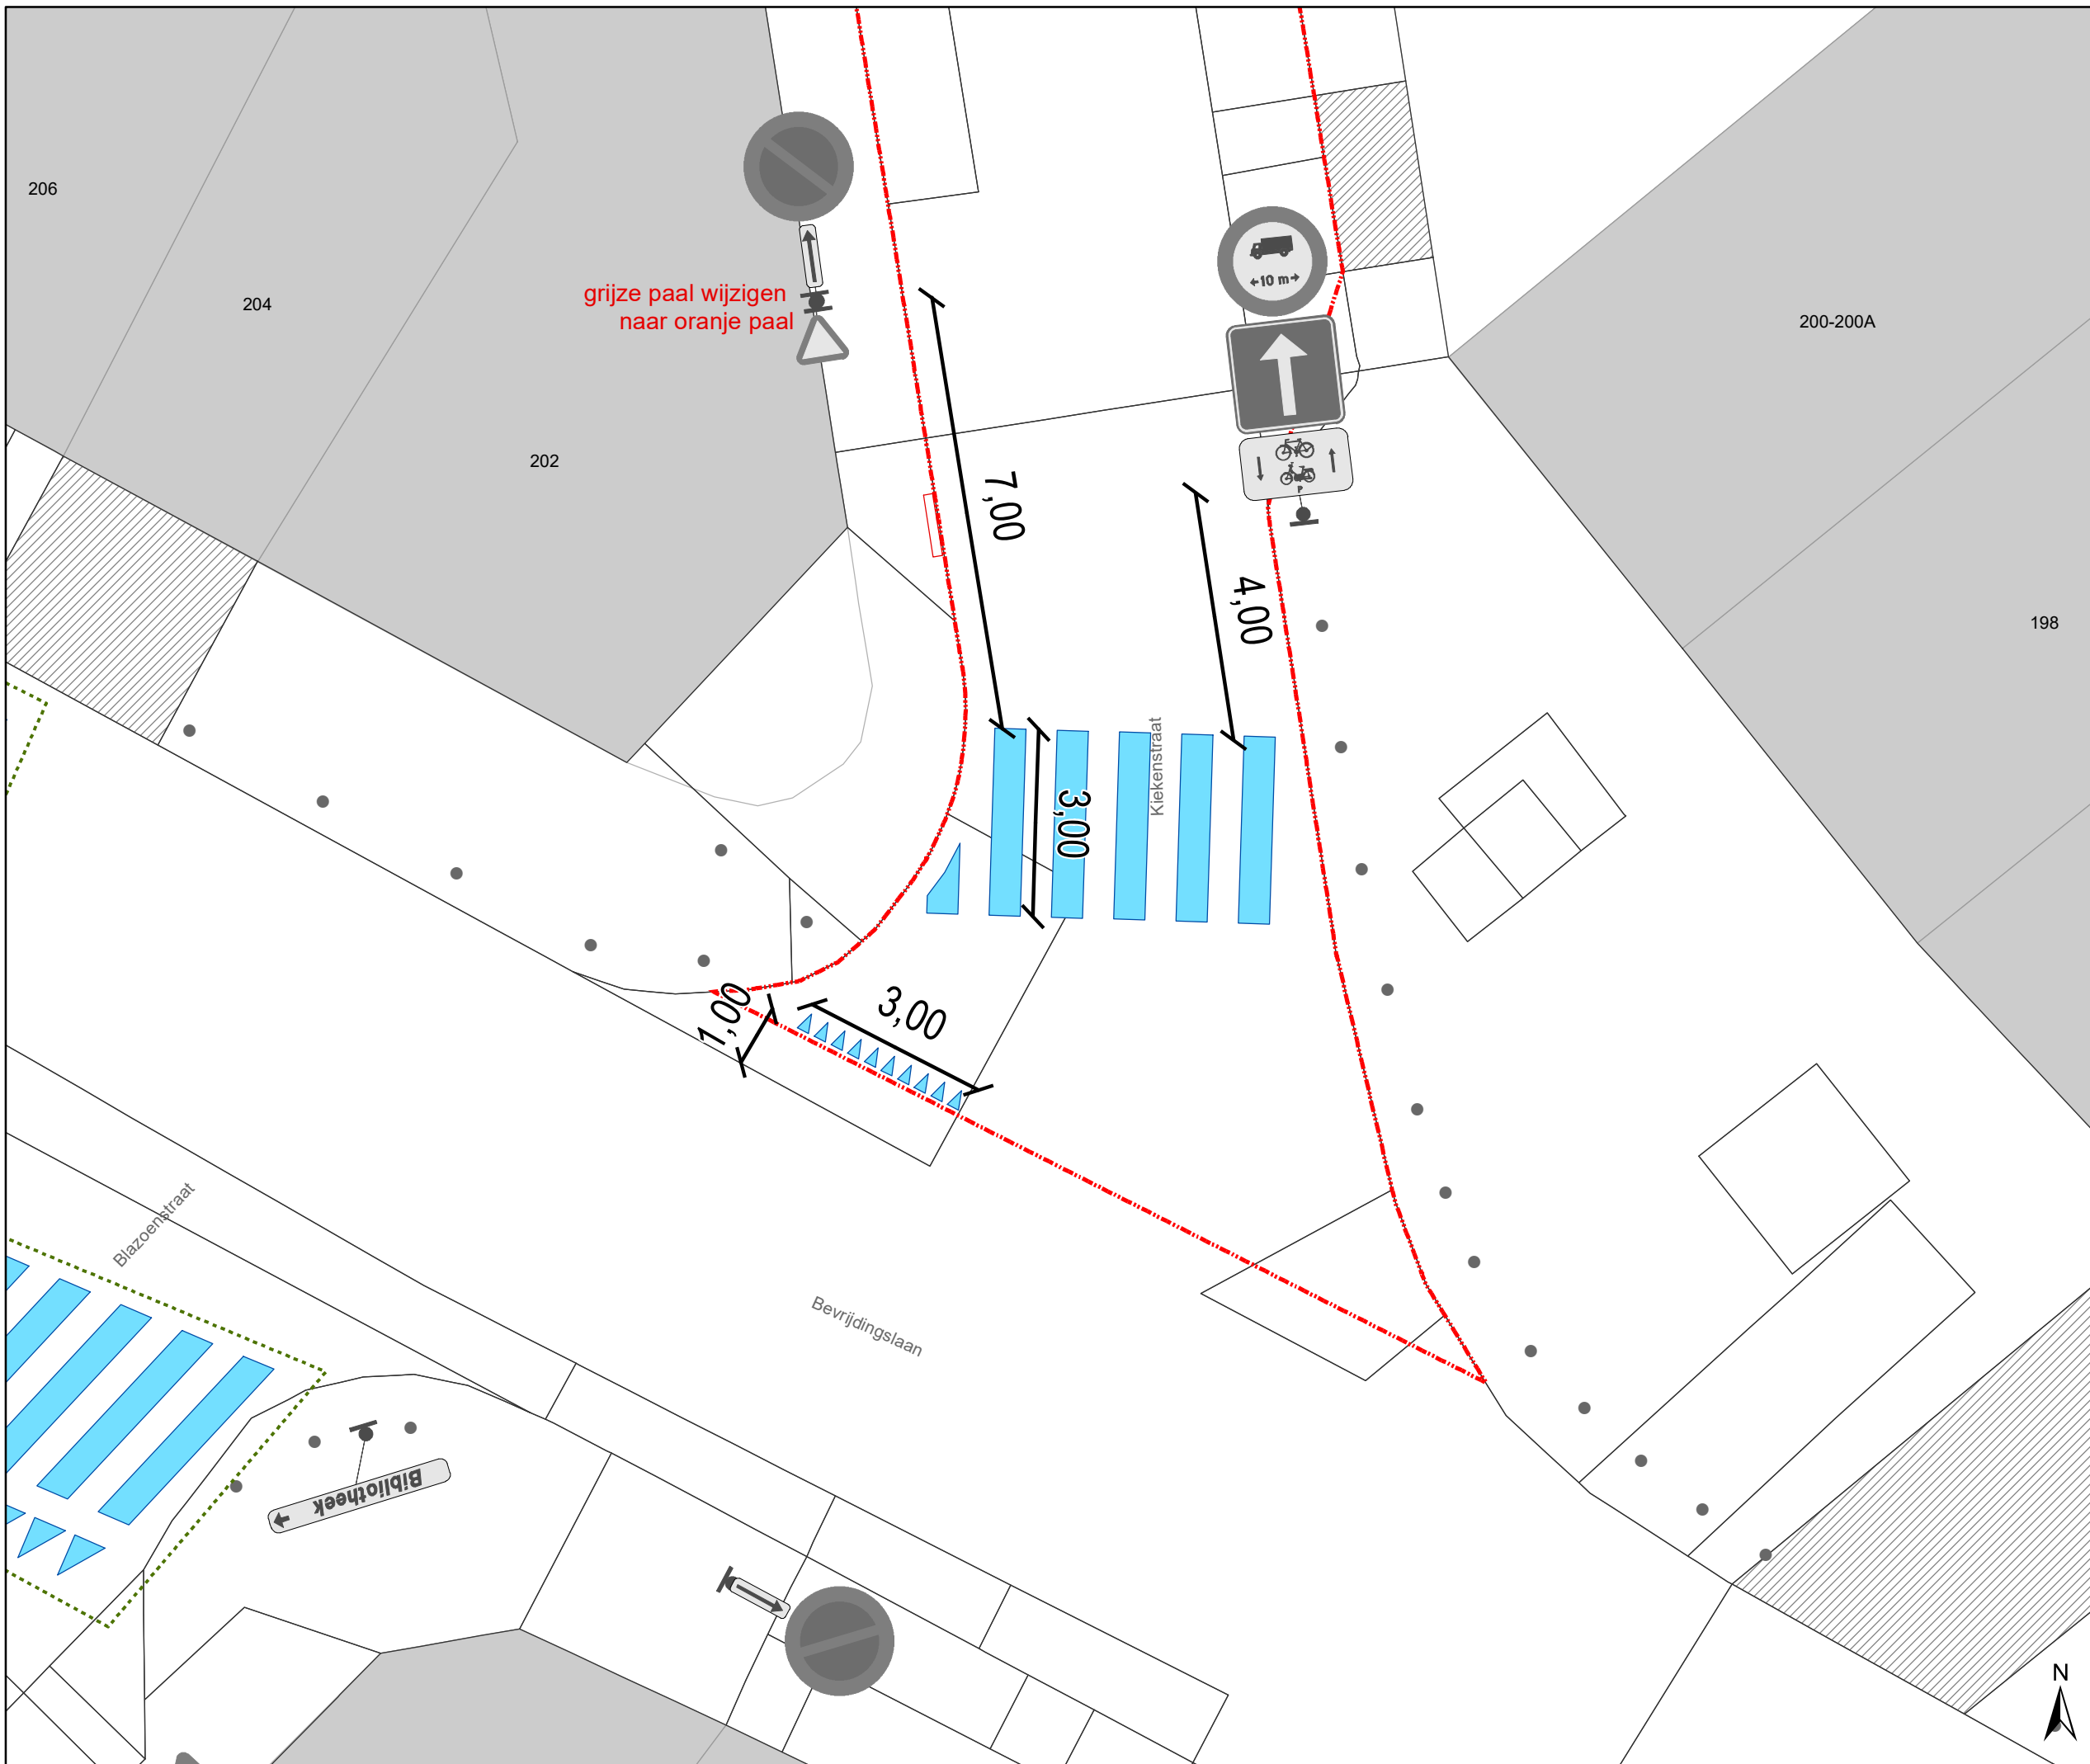 206
204
202
grijze paal wijzigen
naar oranje paal
10 m
P
200-200A
198
7,00
4,00
3,00
Kiekenstraat
1,00
3,00
Blazoenstraat
Bevrijdingslaan
Bibliotheek
N